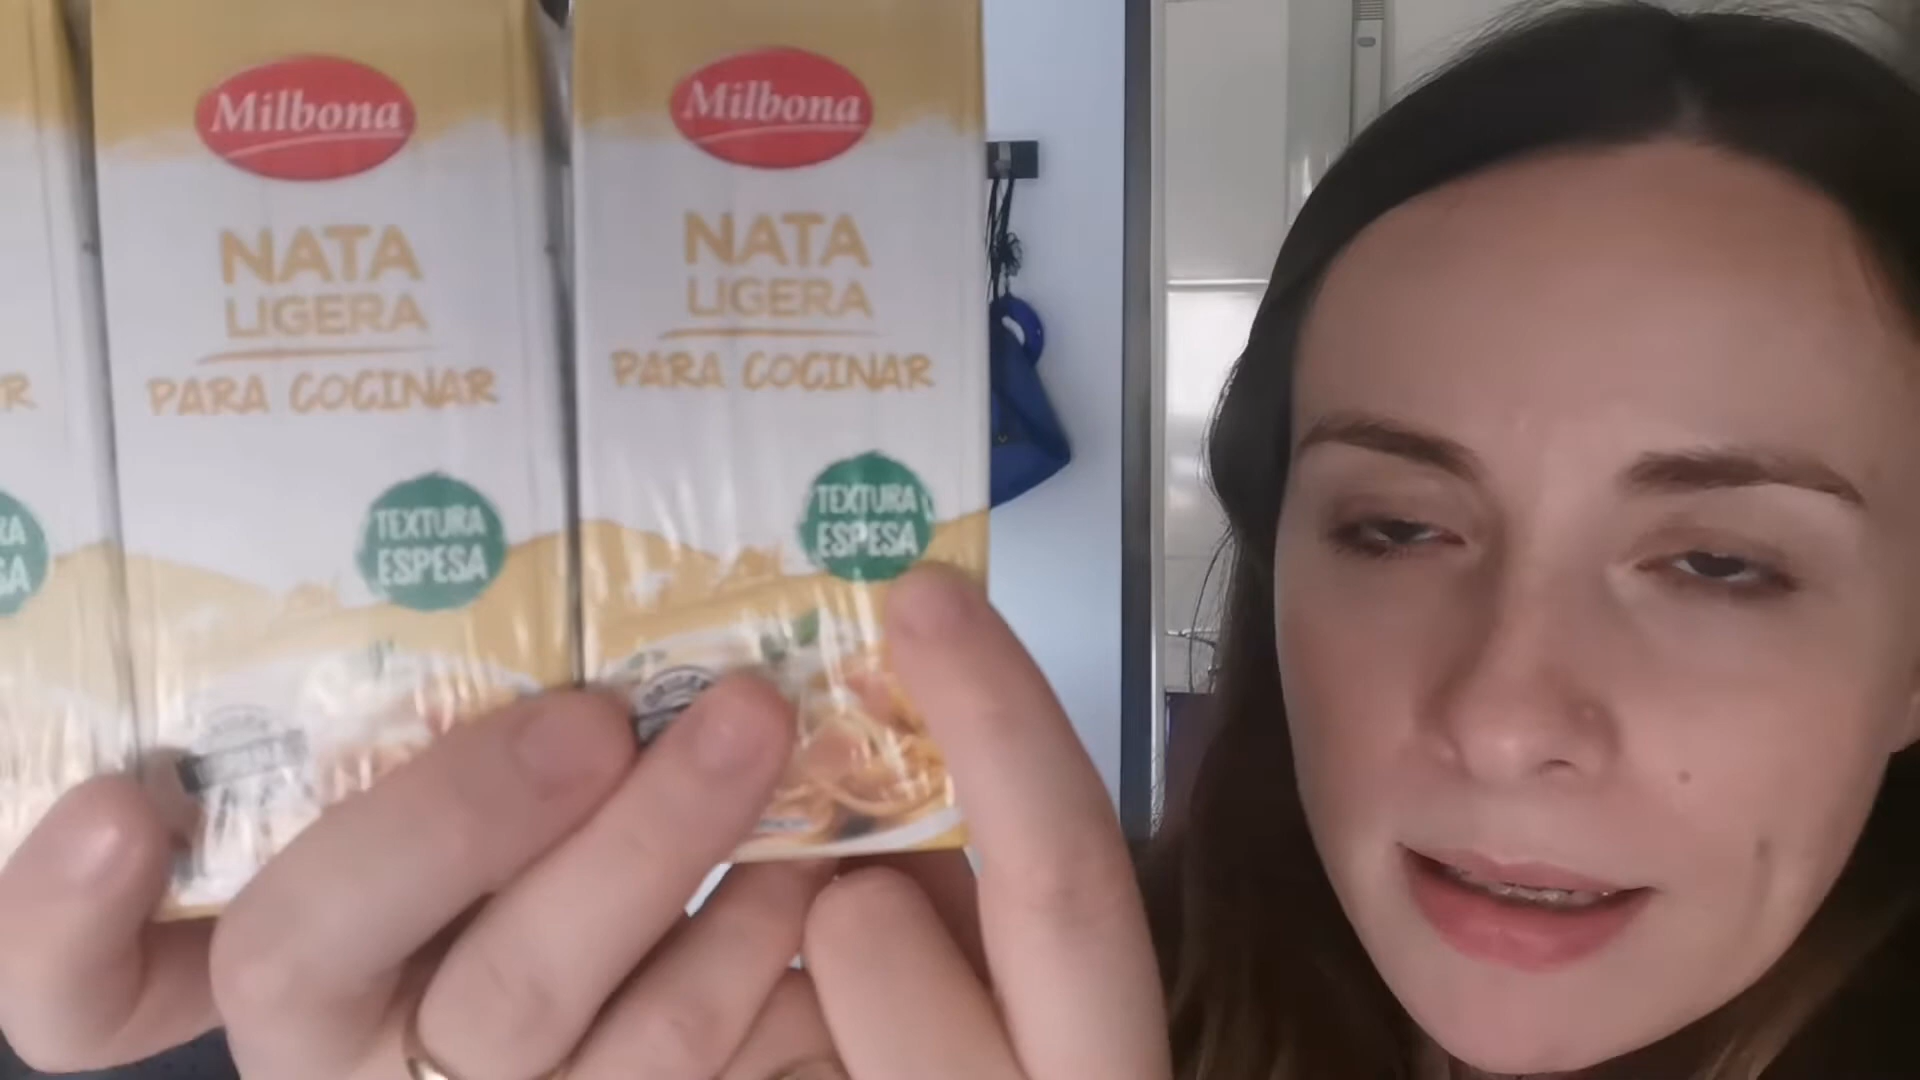 Milbona
NATA
LIGERA
PARA COCINAR
TEXTURA
ESPESA
Milbona
NATA
LIGERA
PARA COCINAR
TEXTURA
ESPESA